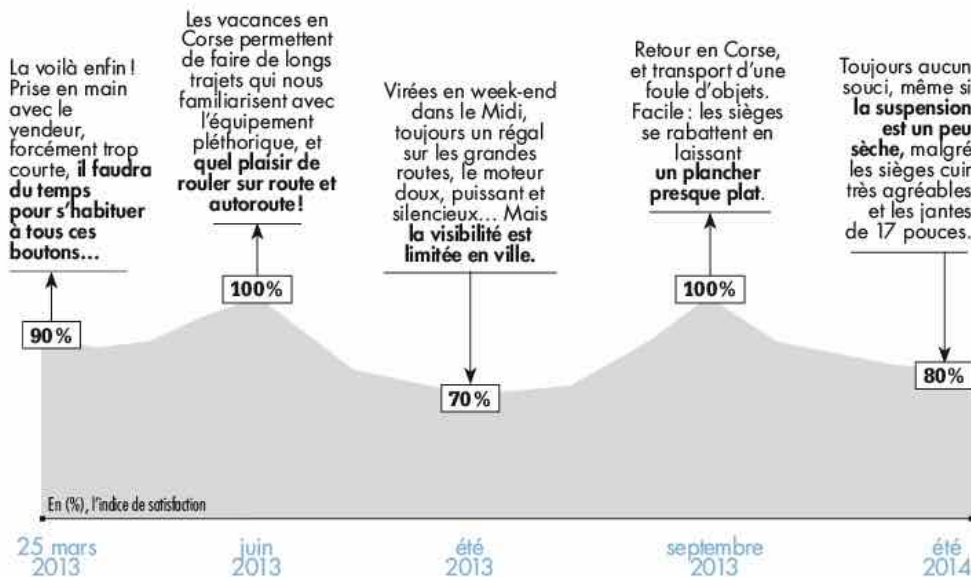 La voilà enfin !
Prise en main
avec le
vendeur,
forcément trop
courte, il faudra
du temps
pour s'habituer
à tous ces
boutons...
90 %
Les vacances en
Corse permettent
de faire de longs
trajets qui nous
familiarisent avec
l'équipement
pléthorique, et
quel plaisir de
rouler sur route et
autoroute !
100 %
Virées en week-end
dans le Midi,
toujours un régal
sur les grandes
routes, le moteur
doux, puissant et
silencieux... Mais
la visibilité est
limitée en ville.
70 %
Retour en Corse,
et transport d'une
foule d'objets.
Facile : les sièges
se rabattent en
laissant
un plancher
presque plat.
100 %
Toujours aucun
souci, même si
la suspension
est un peu
sèche, malgré
les sièges cuir
très agréables
et les jantes
de 17 pouces.
80 %
En (%), l'indice de satisfaction
25 mars
2013
juin
2013
été
2013
septembre
2013
été
2014